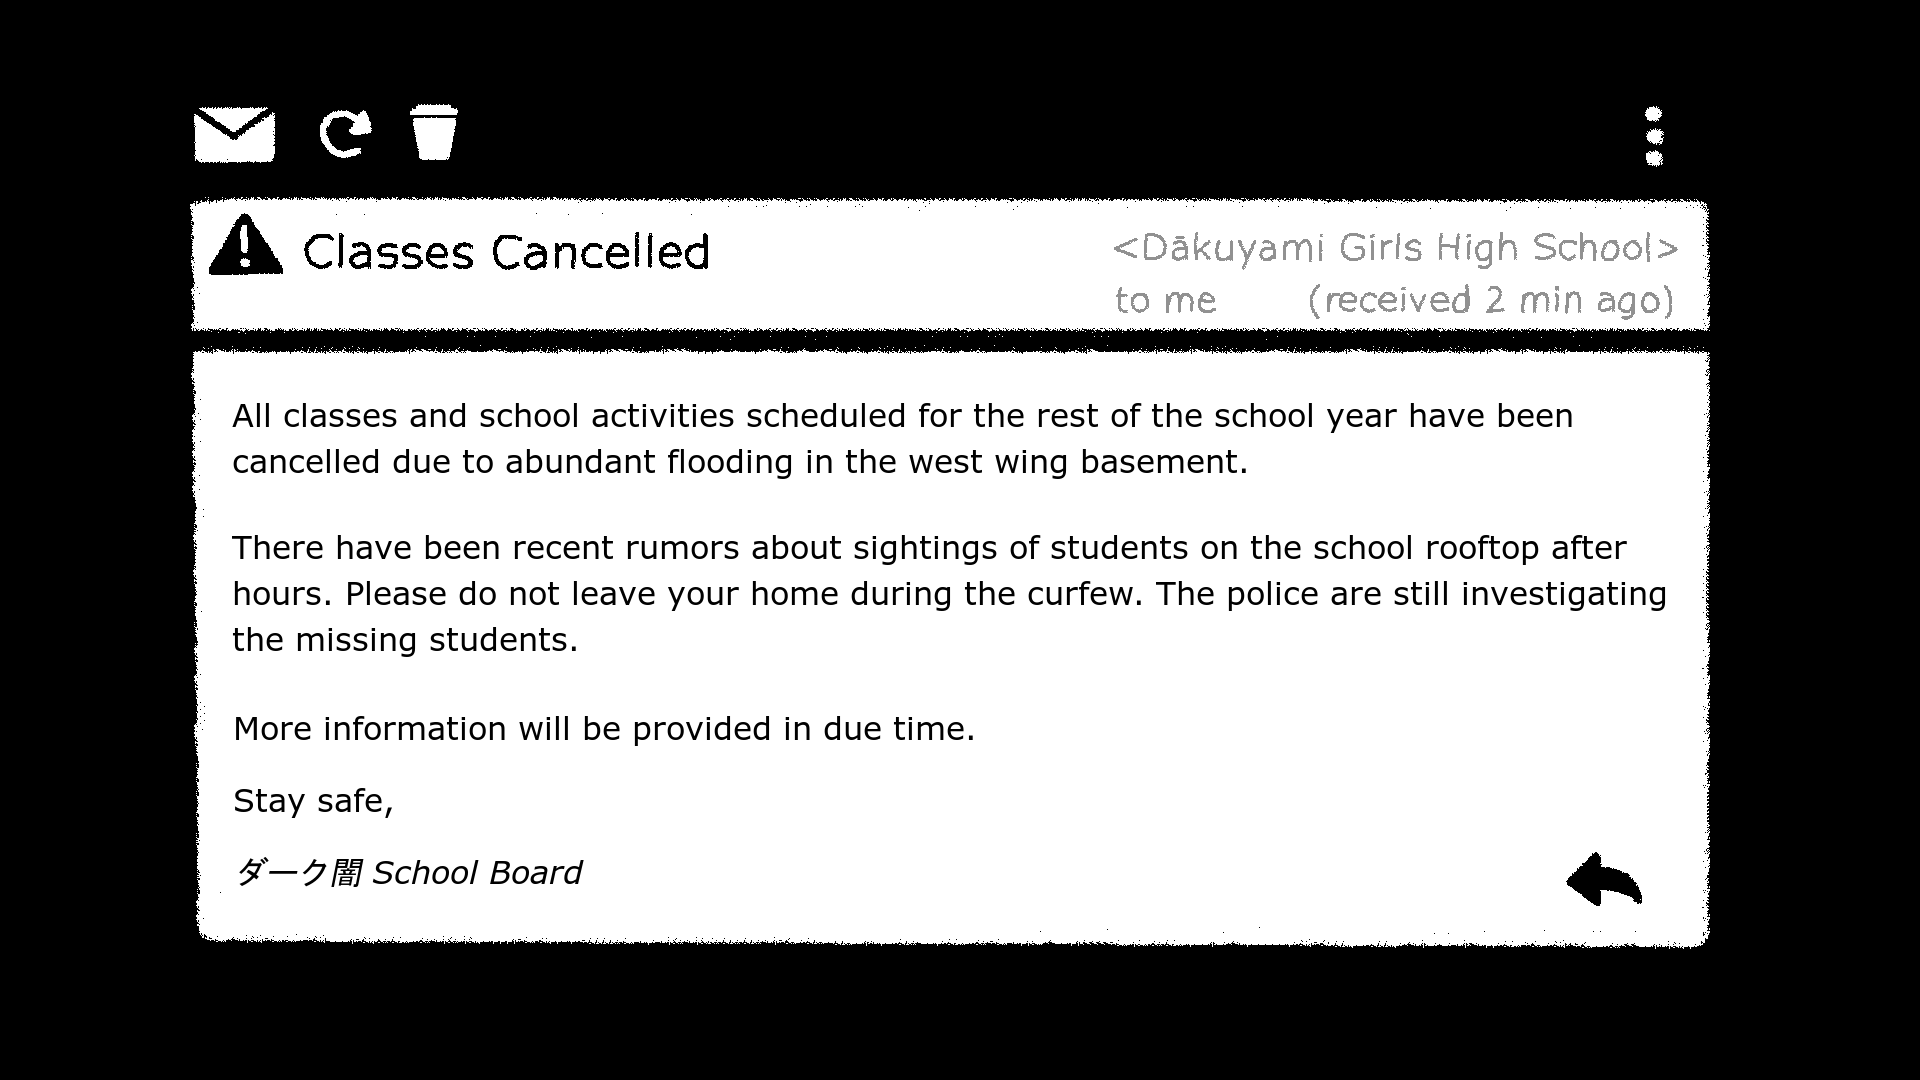 Classes Cancelled
<Dākuyami Girls High School>
to me (received 2 min ago)
All classes and school activities scheduled for the rest of the school year have been
cancelled due to abundant flooding in the west wing basement.
There have been recent rumors about sightings of students on the school rooftop after
hours. Please do not leave your home during the curfew. The police are still investigating
the missing students.
More information will be provided in due time.
Stay safe,
ダーク闇 School Board